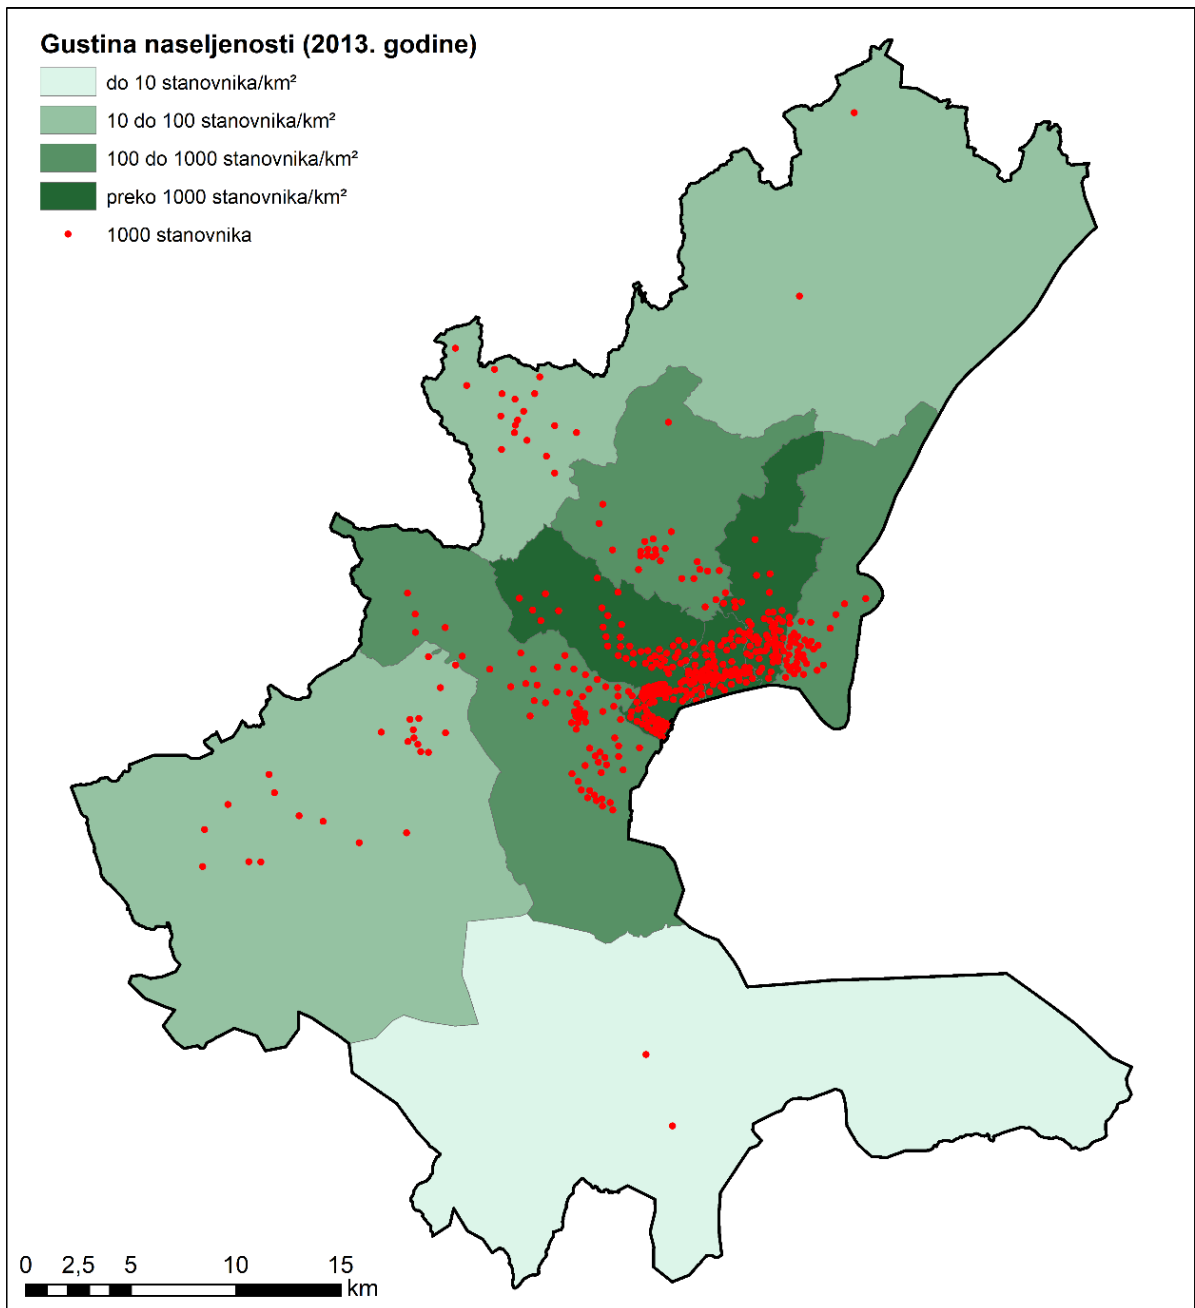 Gustina naseljenosti (2013. godine)
do 10 stanovnika/km²
10 do 100 stanovnika/km²
100 do 1000 stanovnika/km²
preko 1000 stanovnika/km²
1000 stanovnika
0 2,5 5 10 15
km